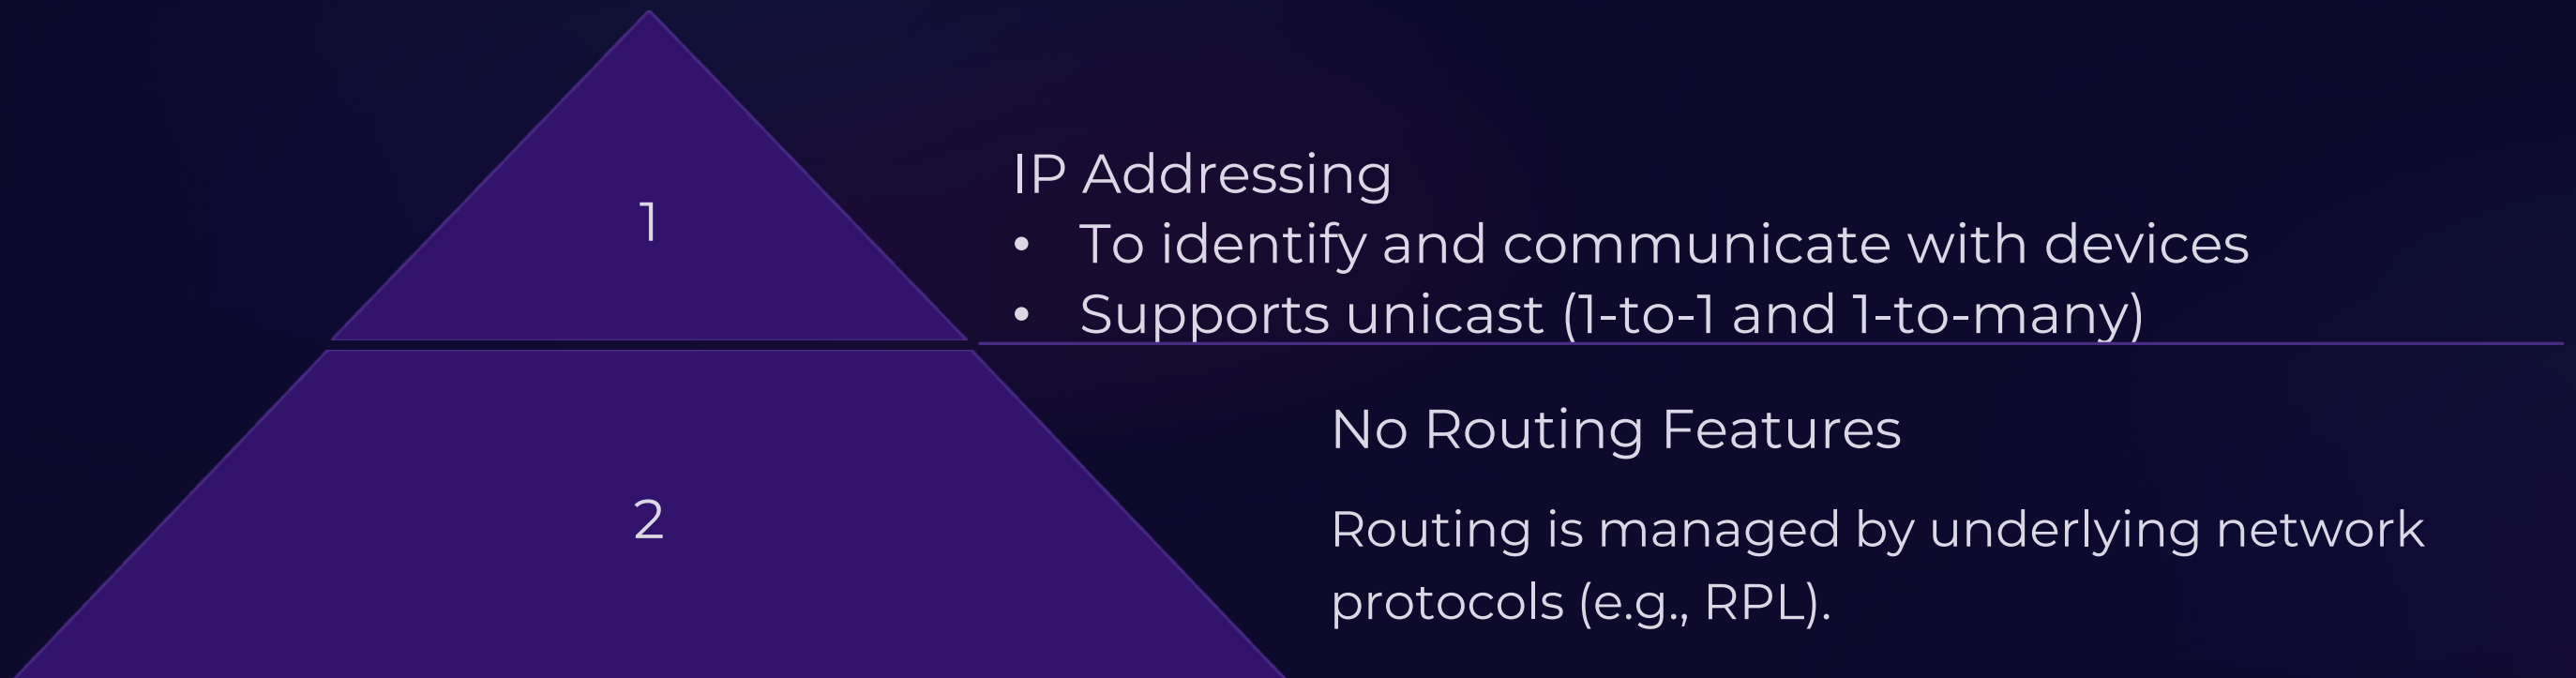 1
IP Addressing
• To identify and communicate with devices
• Supports unicast (1-to-1 and 1-to-many)
2
No Routing Features
Routing is managed by underlying network
protocols (e.g., RPL).